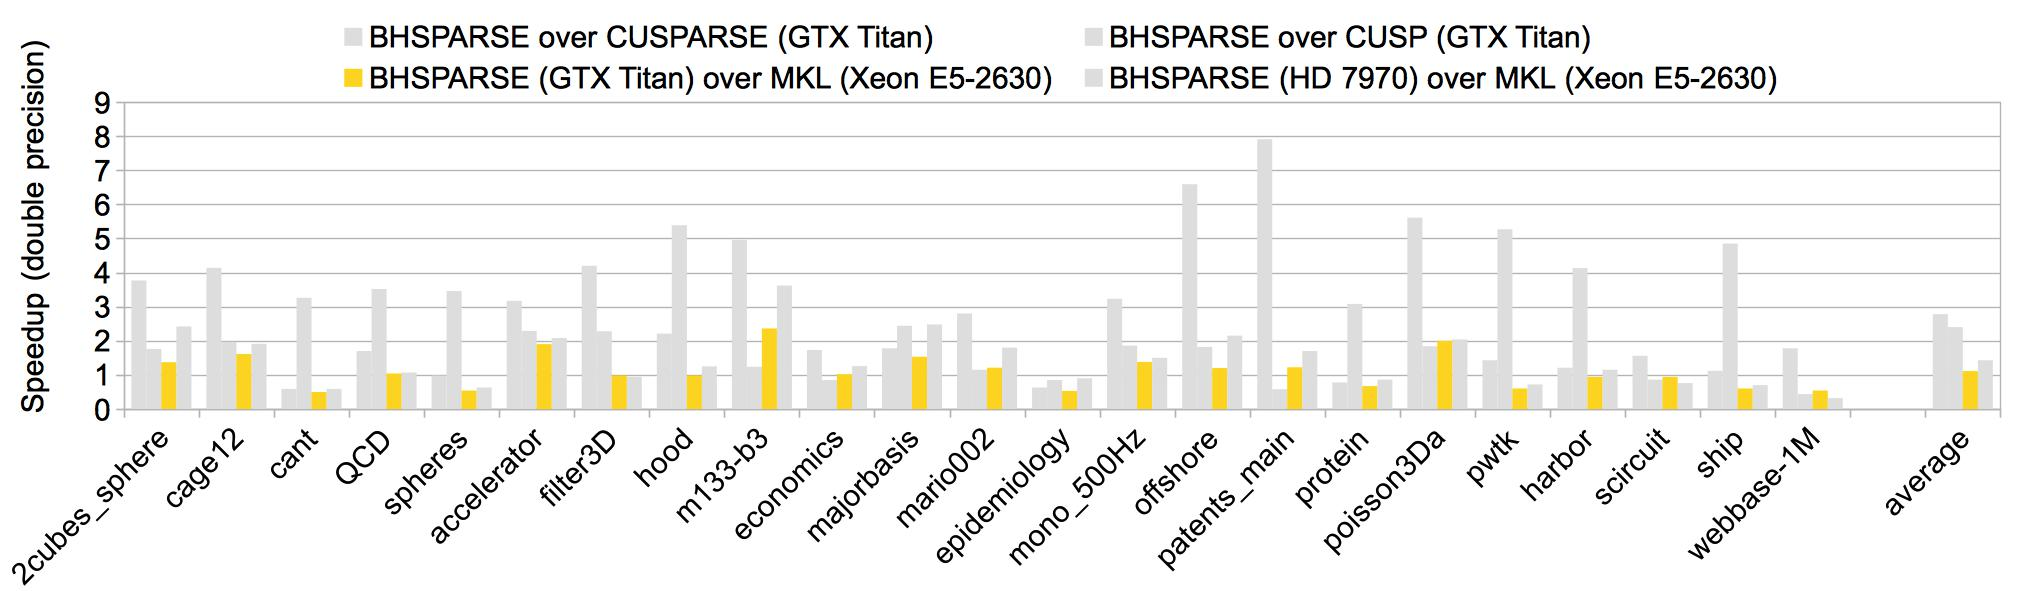 BHSPARSE over CUSPARSE (GTX Titan)
BHSPARSE over CUSP (GTX Titan)
BHSPARSE (GTX Titan) over MKL (Xeon E5-2630)
BHSPARSE (HD 7970) over MKL (Xeon E5-2630)
Speedup (double precision)
9
8
7
6
5
4
3
2
1
0
2cubes_sphere
cage12
cant
QCD
spheres
accelerator
filter3D
hood
m133-b3
economics
majorbasis
mario002
epidemiology
mono_500Hz
offshore
patents_main
protein
poisson3Da
pwtk
harbor
scircuit
ship
webbase-1M
average